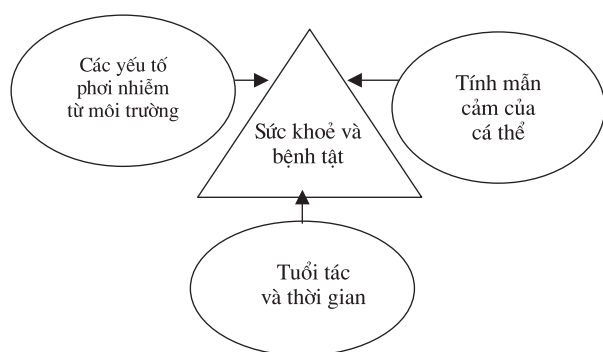 Các yếu tố
phơi nhiễm
từ môi trường
Sức khoẻ và
bệnh tật
Tính mẫn
cảm của
cá thể
Tuổi tác
và thời gian